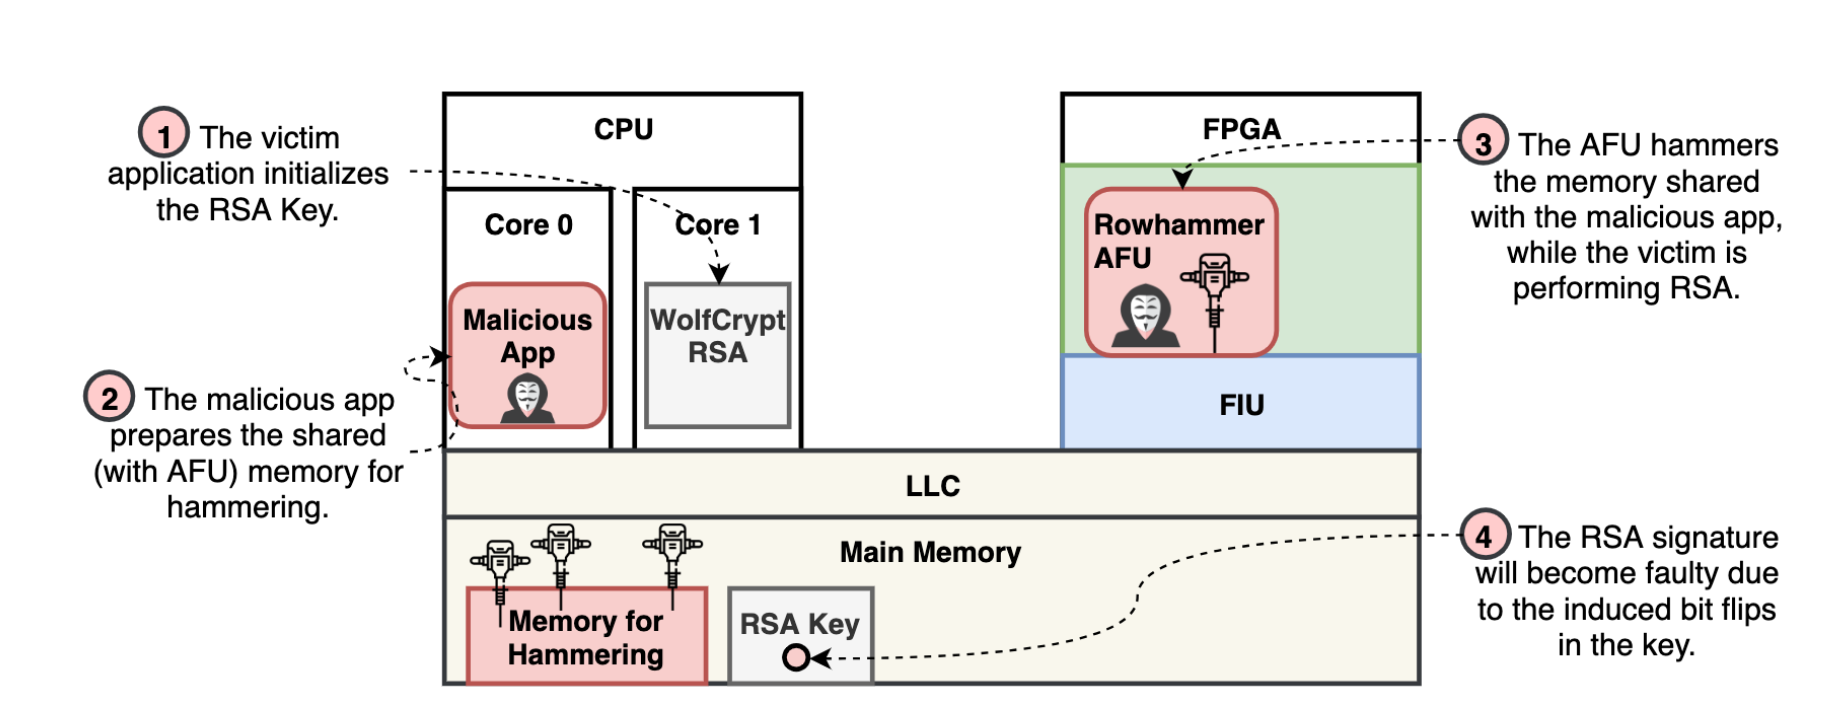 1 The victim
application initializes
the RSA Key.
2 The malicious app
prepares the shared
(with AFU) memory for
hammering.
CPU
Core 0
Core 1
Malicious
App
WolfCrypt
RSA
FPGA
Rowhammer
AFU
FIU
LLC
Main Memory
Memory for
Hammering
RSA Key
3 The AFU hammers
the memory shared
with the malicious app,
while the victim is
performing RSA.
4 The RSA signature
will become faulty due
to the induced bit flips
in the key.